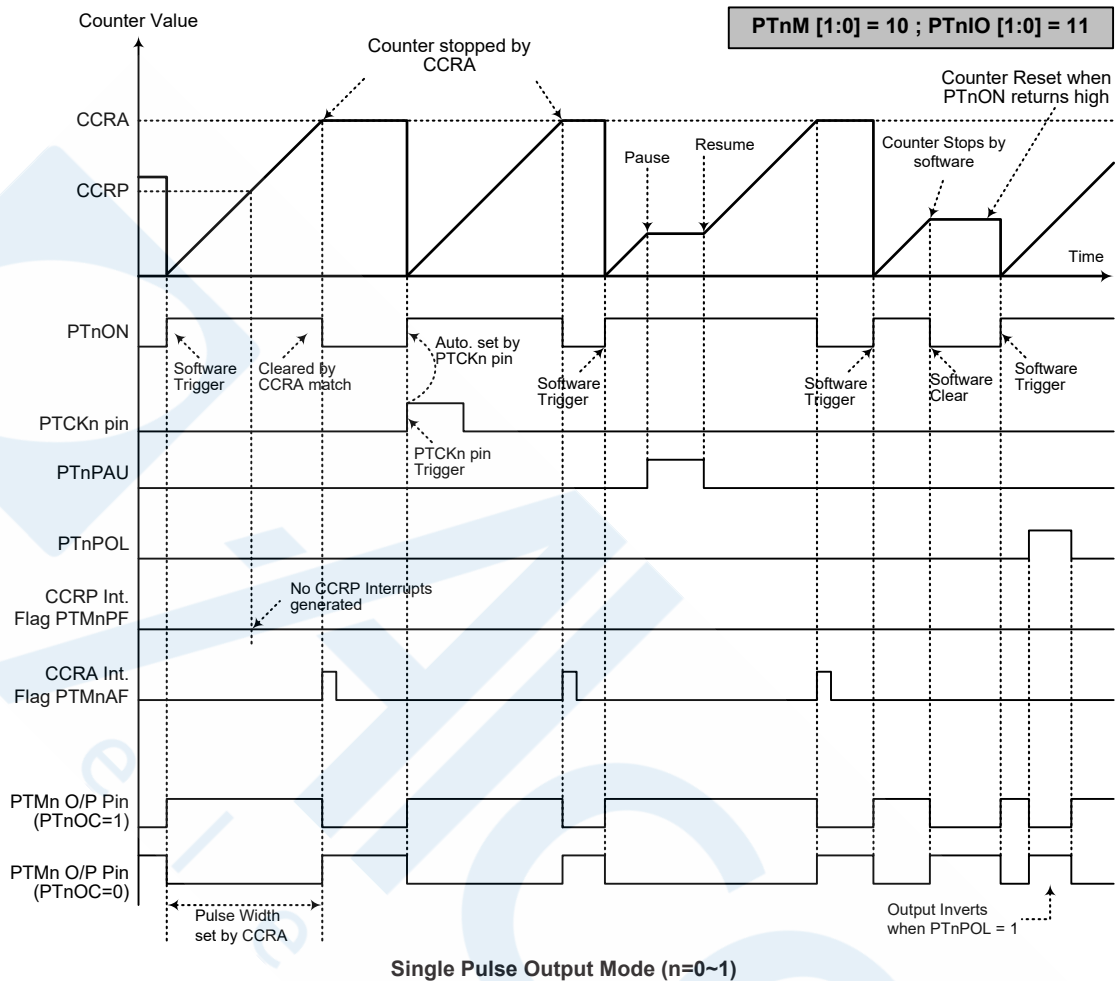 Counter Value
PTnM [1:0] = 10 ; PTnIO [1:0] = 11
Counter stopped by
CCRA
Counter Reset when
PTnON returns high
CCRA
Pause
Resume
Counter Stops by
software
CCRP
Time
PTnON
Software
Trigger
Cleared by
CCRA match
Auto. set by
PTCKn pin
Software
Trigger
Software
Trigger
Software
Clear
Software
Trigger
PTCKn pin
PTCKn pin
Trigger
PTnPAU
PTnPOL
CCRP Int.
Flag PTMnPF
No CCRP Interrupts
generated
CCRA Int.
Flag PTMnAF
PTMn O/P Pin
(PTnOC=1)
PTMn O/P Pin
(PTnOC=0)
Pulse Width
set by CCRA
Output Inverts
when PTnPOL = 1
Single Pulse Output Mode (n=0~1)